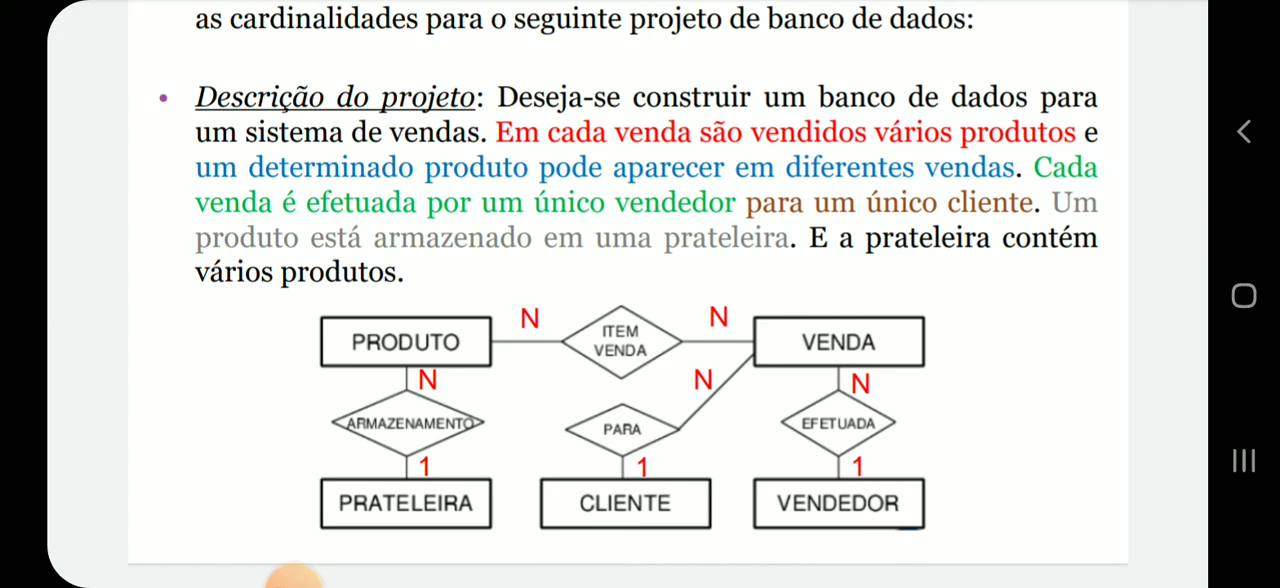 as cardinalidades para o seguinte projeto de banco de dados:
• Descrição do projeto: Deseja-se construir um banco de dados para
um sistema de vendas. Em cada venda são vendidos vários produtos e
um determinado produto pode aparecer em diferentes vendas. Cada
venda é efetuada por um único vendedor para um único cliente. Um
produto está armazenado em uma prateleira. E a prateleira contém
vários produtos.
PRODUTO
N
ITEM
VENDA
N
VENDA
N
ARMAZENAMENTO
1
PRATELEIRA
N
PARA
1
CLIENTE
N
EFETUADA
1
VENDEDOR